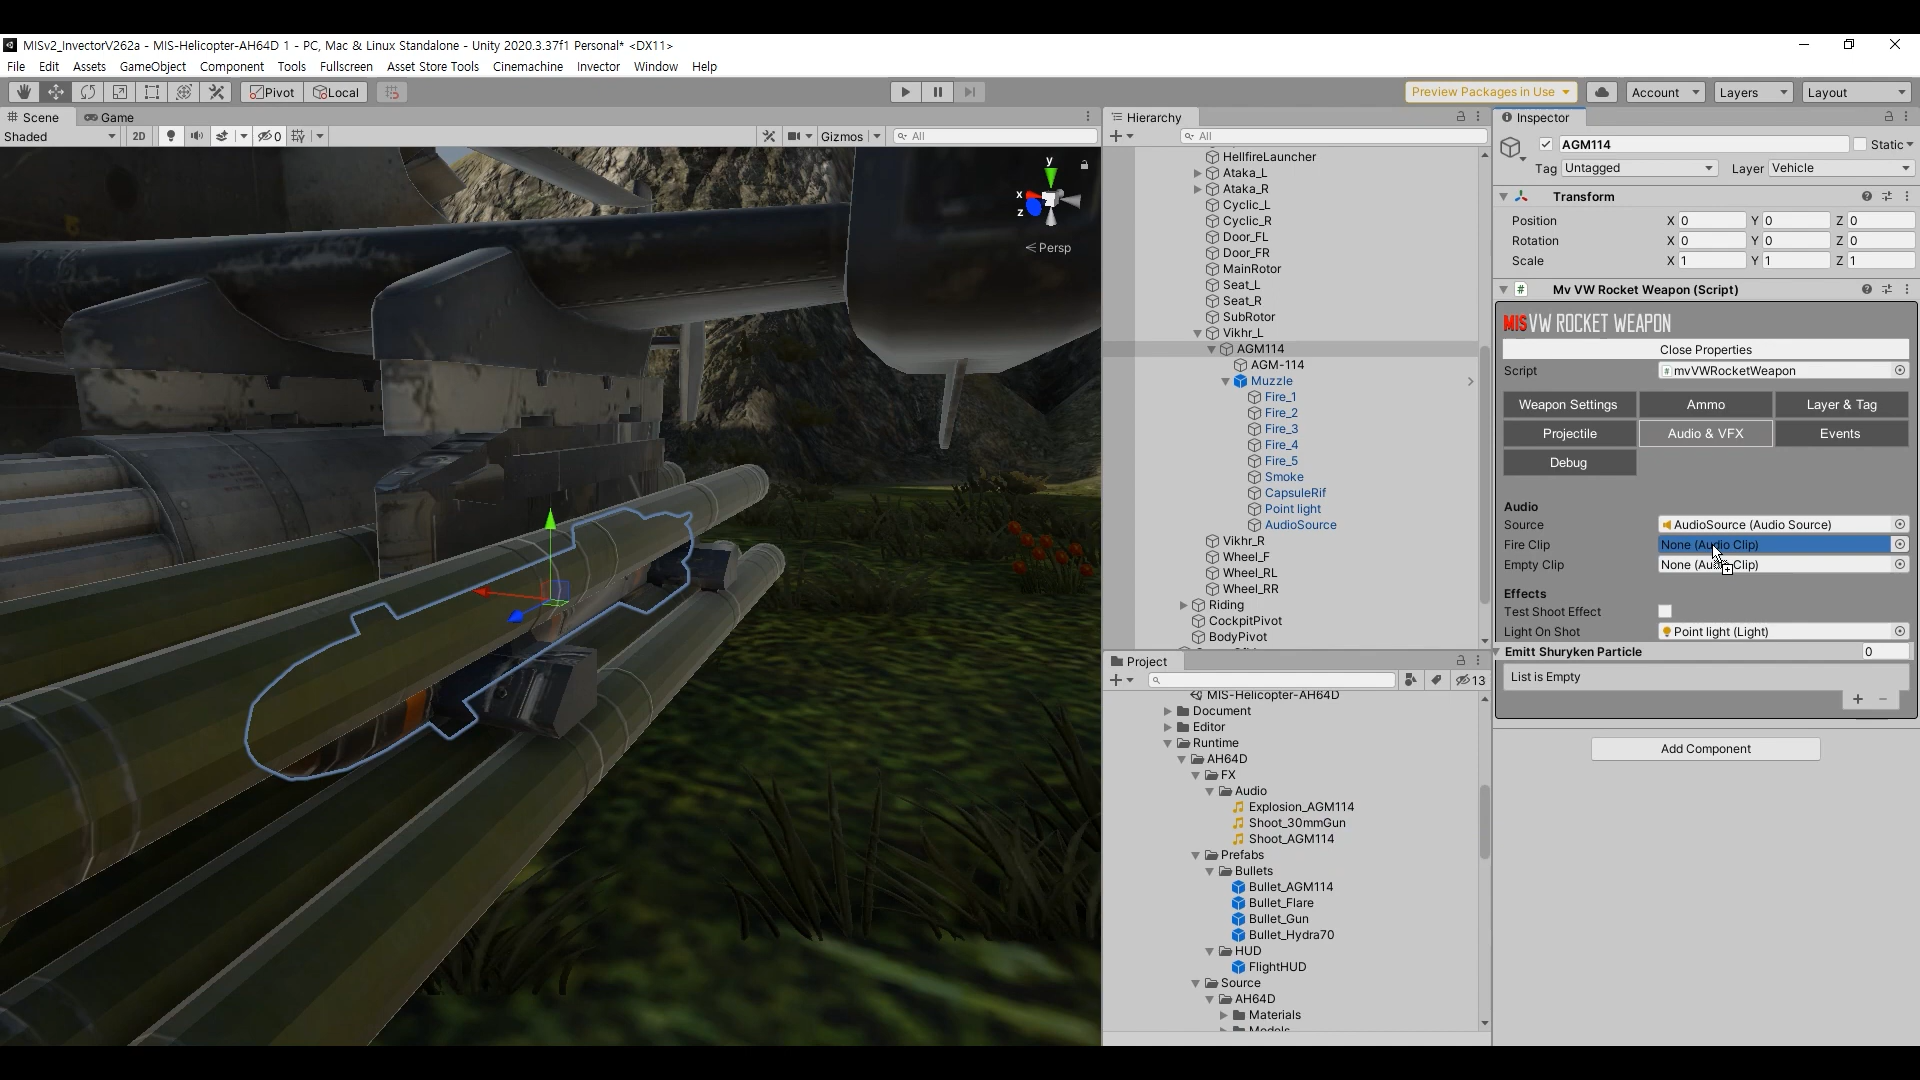 MISv2_InvectorV262a - MIS-Helicopter-AH64D 1 - PC, Mac & Linux Standalone - Unity 2020.3.37f1 Personal* <DX11>
File Edit Assets GameObject Component Tools Fullscreen Asset Store Tools Cinemachine Invector Window Help
Pivot Local Preview Packages in Use Account Layers Layout
Scene Game
Shaded 2D 0 Gizmos All
y
x
z
Persp
Hierarchy
All
HellfireLauncher
Ataka_L
Ataka_R
Cyclic_L
Cyclic_R
Door_FL
Door_FR
MainRotor
Seat_L
Seat_R
SubRotor
Vikhr_L
AGM114
AGM-114
Muzzle
Fire_1
Fire_2
Fire_3
Fire_4
Fire_5
Smoke
CapsuleRif
Point light
AudioSource
Vikhr_R
Wheel_F
Wheel_RL
Wheel_RR
Riding
CockpitPivot
BodyPivot
Project
13
MIS-Helicopter-AH64D
Document
Editor
Runtime
AH64D
FX
Audio
Explosion_AGM114
Shoot_30mmGun
Shoot_AGM114
Prefabs
Bullets
Bullet_AGM114
Bullet_Flare
Bullet_Gun
Bullet_Hydra70
HUD
FlightHUD
Source
AH64D
Materials
Models
Inspector
AGM114 Static
Tag Untagged Layer Vehicle
Transform
Position X 0 Y 0 Z 0
Rotation X 0 Y 0 Z 0
Scale X 1 Y 1 Z 1
# Mv VW Rocket Weapon (Script)
MIS VW ROCKET WEAPON
Close Properties
Script mvVWRocketWeapon
Weapon Settings Ammo Layer & Tag
Projectile Audio & VFX Events
Debug
Audio
Source AudioSource (Audio Source)
Fire Clip None (Audio Clip)
Empty Clip None (Audio Clip)
Effects
Test Shoot Effect
Light On Shot Point light (Light)
Emitt Shuryken Particle 0
List is Empty
+ -
Add Component